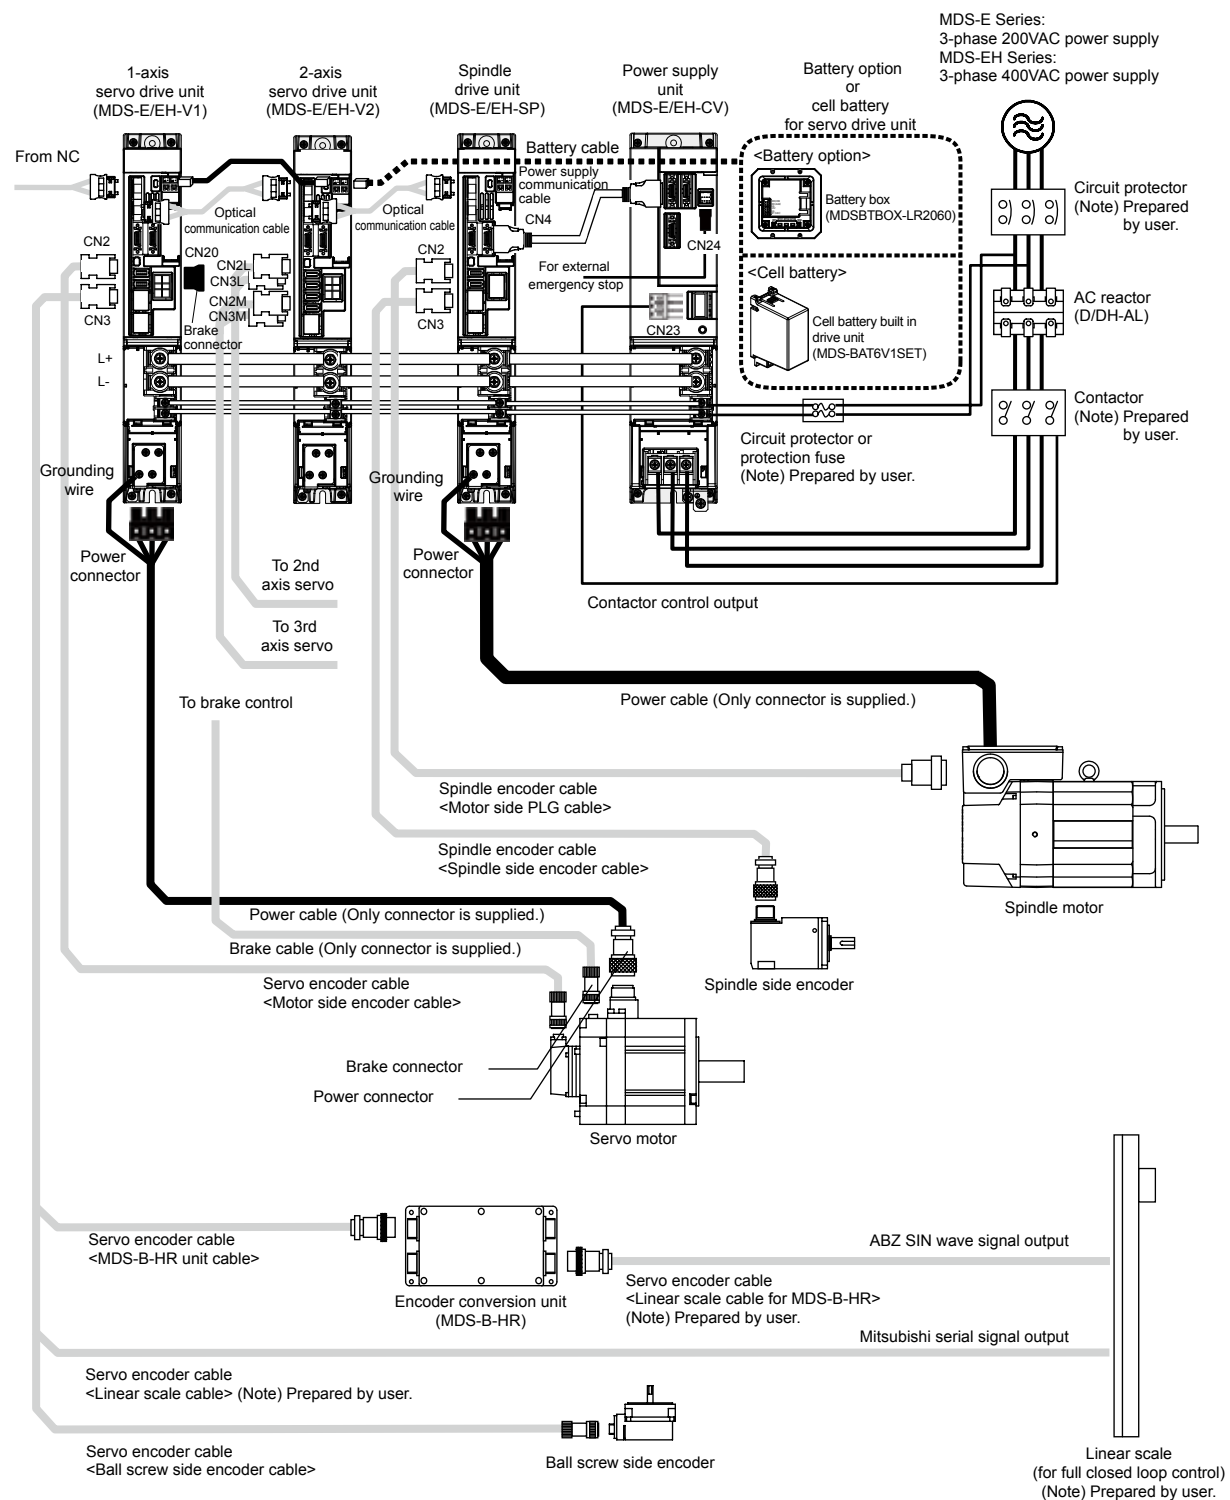 MDS-E Series:
3-phase 200VAC power supply
MDS-EH Series:
3-phase 400VAC power supply
1-axis
servo drive unit
(MDS-E/EH-V1)
2-axis
servo drive unit
(MDS-E/EH-V2)
Spindle
drive unit
(MDS-E/EH-SP)
Power supply
unit
(MDS-E/EH-CV)
Battery option
or
cell battery
for servo drive unit
From NC
Battery cable
<Battery option>
Power supply
communication
cable
Battery box
(MDSBTBOX-LR2060)
Circuit protector
(Note) Prepared
by user.
Optical
communication cable
Optical
communication cable
CN4
CN24
CN2
CN20
CN2L
CN3L
CN2M
CN3M
CN2
For external
emergency stop
<Cell battery>
CN3
Brake
connector
CN3
CN23
Cell battery built in
drive unit
(MDS-BAT6V1SET)
AC reactor
(D/DH-AL)
L+
L-
Contactor
(Note) Prepared
by user.
Circuit protector or
protection fuse
(Note) Prepared by user.
Grounding
wire
Grounding
wire
Power
connector
Power
connector
To 2nd
axis servo
Contactor control output
To 3rd
axis servo
To brake control
Power cable (Only connector is supplied.)
Spindle encoder cable
<Motor side PLG cable>
Spindle encoder cable
<Spindle side encoder cable>
Spindle motor
Power cable (Only connector is supplied.)
Brake cable (Only connector is supplied.)
Servo encoder cable
<Motor side encoder cable>
Spindle side encoder
Brake connector
Power connector
Servo motor
Servo encoder cable
<MDS-B-HR unit cable>
ABZ SIN wave signal output
Encoder conversion unit
(MDS-B-HR)
Servo encoder cable
<Linear scale cable for MDS-B-HR>
(Note) Prepared by user.
Mitsubishi serial signal output
Servo encoder cable
<Linear scale cable> (Note) Prepared by user.
Servo encoder cable
<Ball screw side encoder cable>
Ball screw side encoder
Linear scale
(for full closed loop control)
(Note) Prepared by user.